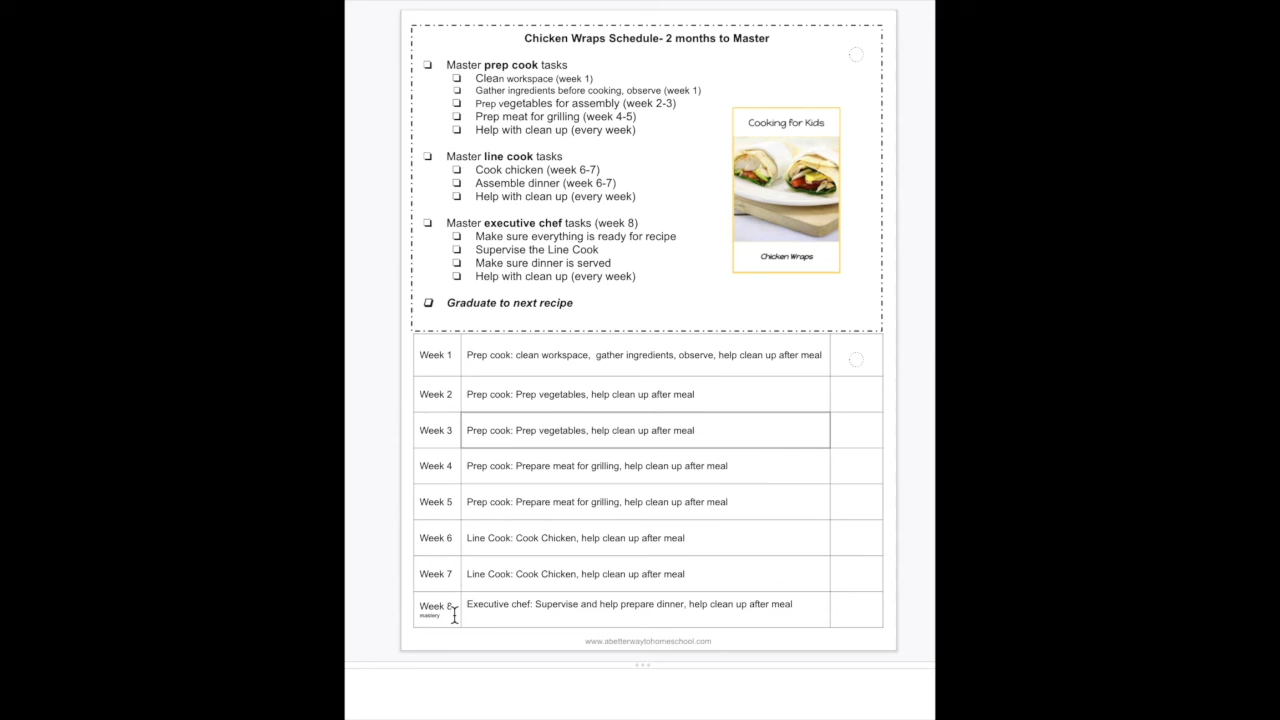 Chicken Wraps Schedule- 2 months to Master
Master prep cook tasks
Clean workspace (week 1)
Gather ingredients before cooking, observe (week 1)
Prep vegetables for assembly (week 2-3)
Prep meat for grilling (week 4-5)
Help with clean up (every week)
Master line cook tasks
Cook chicken (week 6-7)
Assemble dinner (week 6-7)
Help with clean up (every week)
Master executive chef tasks (week 8)
Make sure everything is ready for recipe
Supervise the Line Cook
Make sure dinner is served
Help with clean up (every week)
Graduate to next recipe
Cooking for Kids
Chicken Wraps
Week 1 Prep cook: clean workspace, gather ingredients, observe, help clean up after meal
Week 2 Prep cook: Prep vegetables, help clean up after meal
Week 3 Prep cook: Prep vegetables, help clean up after meal
Week 4 Prep cook: Prepare meat for grilling, help clean up after meal
Week 5 Prep cook: Prepare meat for grilling, help clean up after meal
Week 6 Line Cook: Cook Chicken, help clean up after meal
Week 7 Line Cook: Cook Chicken, help clean up after meal
Week 8 Executive chef: Supervise and help prepare dinner, help clean up after meal
mastery
www.abetterwaytohomeschool.com